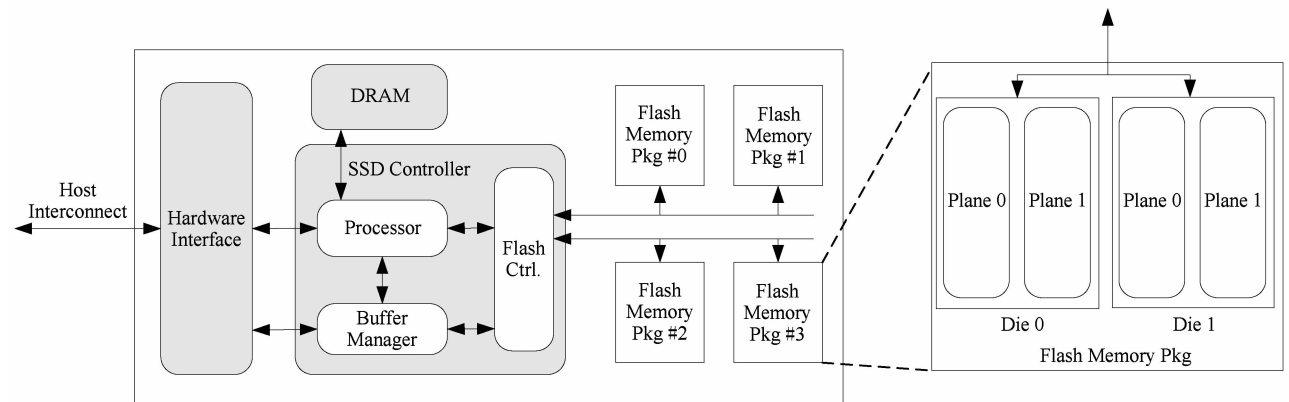 Host
Interconnect
Hardware
Interface
DRAM
SSD Controller
Processor
Buffer
Manager
Flash
Ctrl.
Flash
Memory
Pkg #0
Flash
Memory
Pkg #1
Flash
Memory
Pkg #2
Flash
Memory
Pkg #3
Plane 0
Plane 1
Plane 0
Plane 1
Die 0
Die 1
Flash Memory Pkg